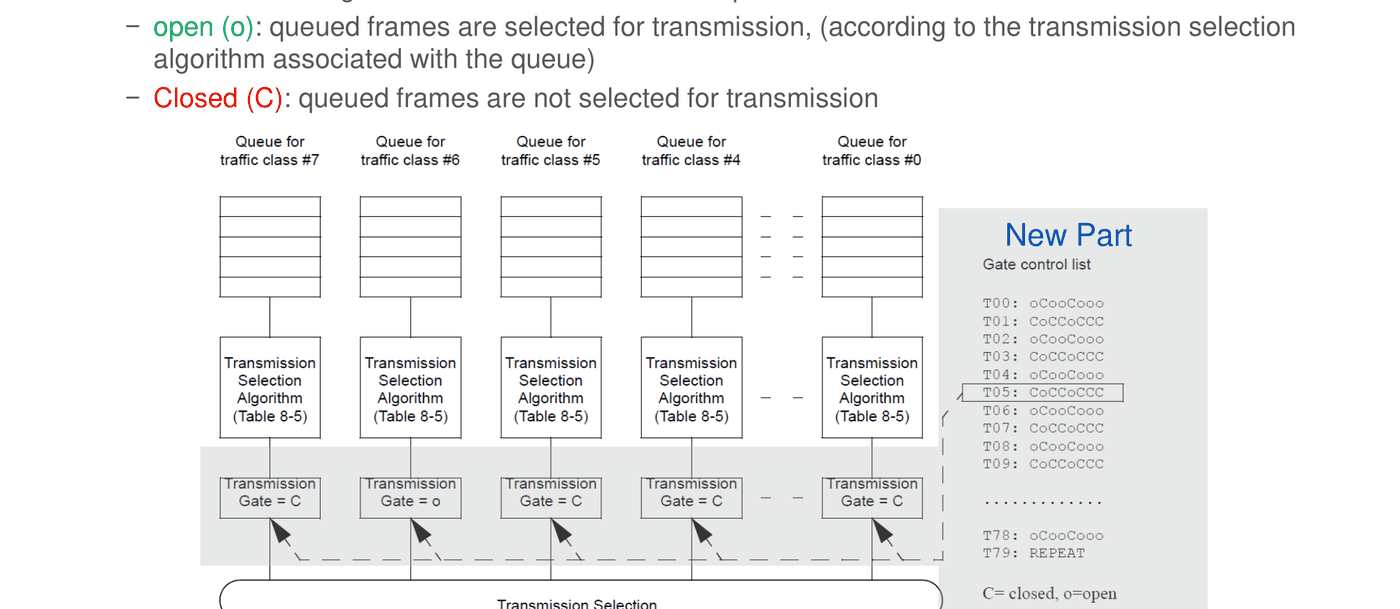 – open (o): queued frames are selected for transmission, (according to the transmission selection
algorithm associated with the queue)
– Closed (C): queued frames are not selected for transmission
Queue for
traffic class #7
Queue for
traffic class #6
Queue for
traffic class #5
Queue for
traffic class #4
Queue for
traffic class #0
Transmission
Selection
Algorithm
(Table 8-5)
Transmission
Selection
Algorithm
(Table 8-5)
Transmission
Selection
Algorithm
(Table 8-5)
Transmission
Selection
Algorithm
(Table 8-5)
Transmission
Selection
Algorithm
(Table 8-5)
Transmission
Gate = C
Transmission
Gate = o
Transmission
Gate = C
Transmission
Gate = C
Transmission
Gate = C
Transmission Selection
New Part
Gate control list
T00: oCooCooo
T01: CoCCoCCC
T02: oCooCooo
T03: CoCCoCCC
T04: oCooCooo
T05: CoCCoCCC
T06: oCooCooo
T07: CoCCoCCC
T08: oCooCooo
T09: CoCCoCCC
.............
T78: oCooCooo
T79: REPEAT
C= closed, o=open